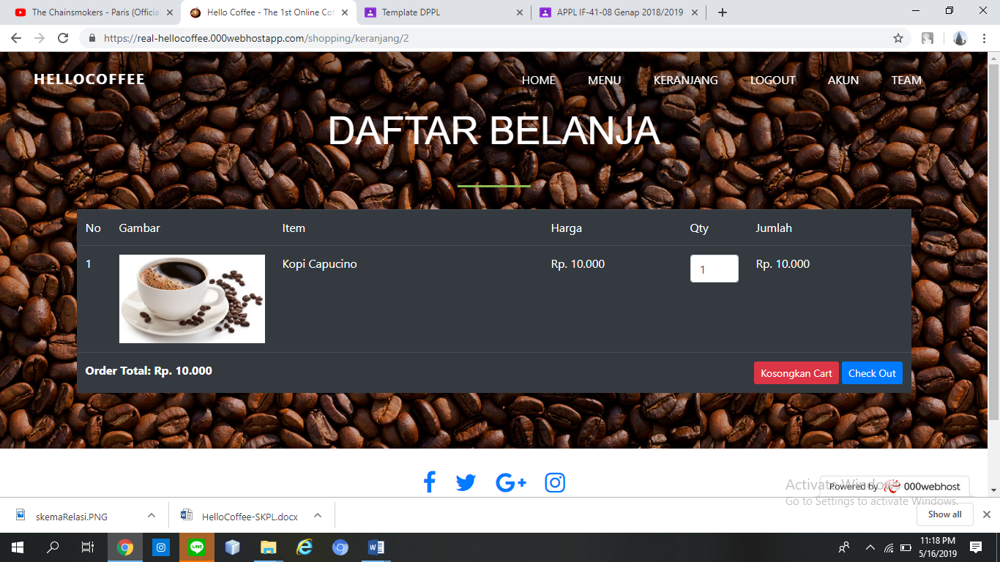 The Chainsmokers - Paris (Officia
Hello Coffee - The 1st Online Cof
Template DPPL
APPL IF-41-08 Genap 2018/2019
https://real-hellocoffee.000webhostapp.com/shopping/keranjang/2
HELLOCOFFEE
HOME
MENU
KERANJANG
LOGOUT
AKUN
TEAM
DAFTAR BELANJA
No
Gambar
Item
Harga
Qty
Jumlah
1
Kopi Capucino
Rp. 10.000
1
Rp. 10.000
Order Total: Rp. 10.000
Kosongkan Cart
Check Out
Activate Windows
Go to Settings to activate Windows.
Powered by 000webhost
skemaRelasi.PNG
HelloCoffee-SKPL.docx
Show all
LINE
11:18 PM
5/16/2019